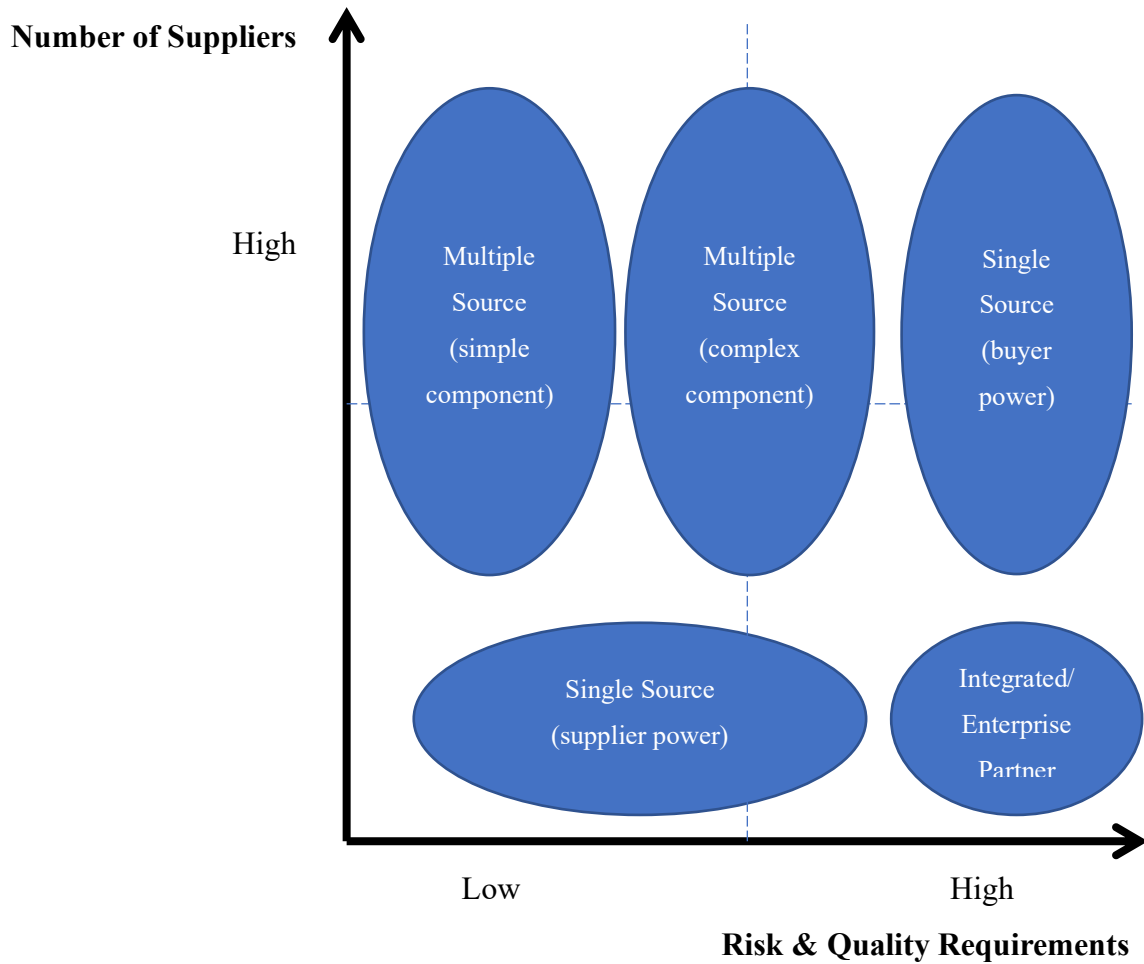 Number of Suppliers
High
Multiple
Source
(simple
component)
Multiple
Source
(complex
component)
Single
Source
(buyer
power)
Single Source
(supplier power)
Integrated/
Enterprise
Partner
Low
High
Risk & Quality Requirements